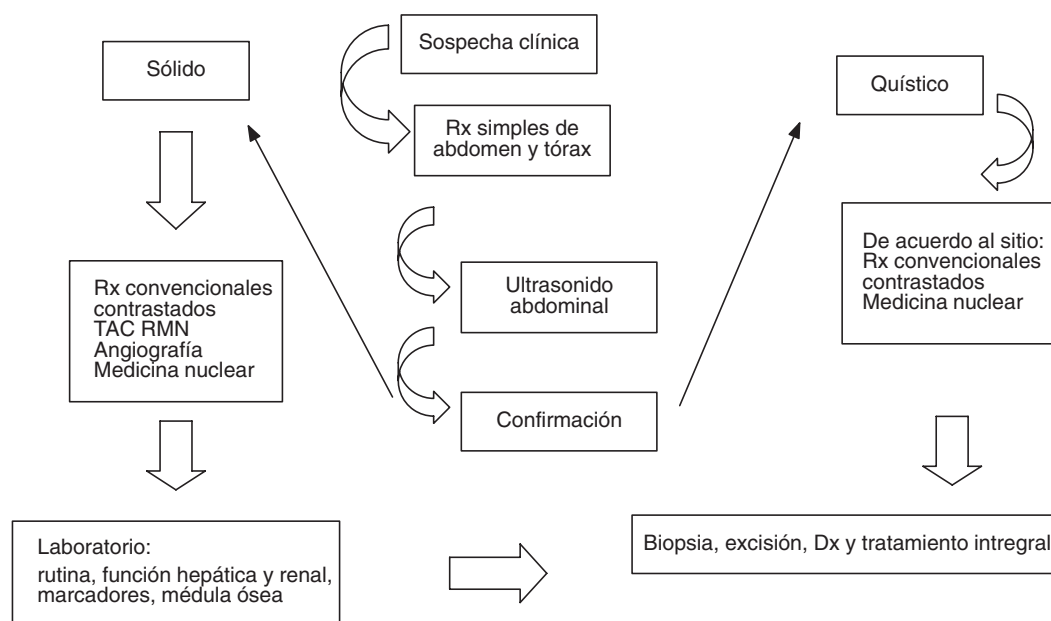 Sospecha clínica
Rx simples de
abdomen y tórax
Ultrasonido
abdominal
Confirmación
Sólido
Rx convencionales
contrastados
TAC RMN
Angiografía
Medicina nuclear
Laboratorio:
rutina, función hepática y renal,
marcadores, médula ósea
Quístico
De acuerdo al sitio:
Rx convencionales
contrastados
Medicina nuclear
Biopsia, excisión, Dx y tratamiento intregral